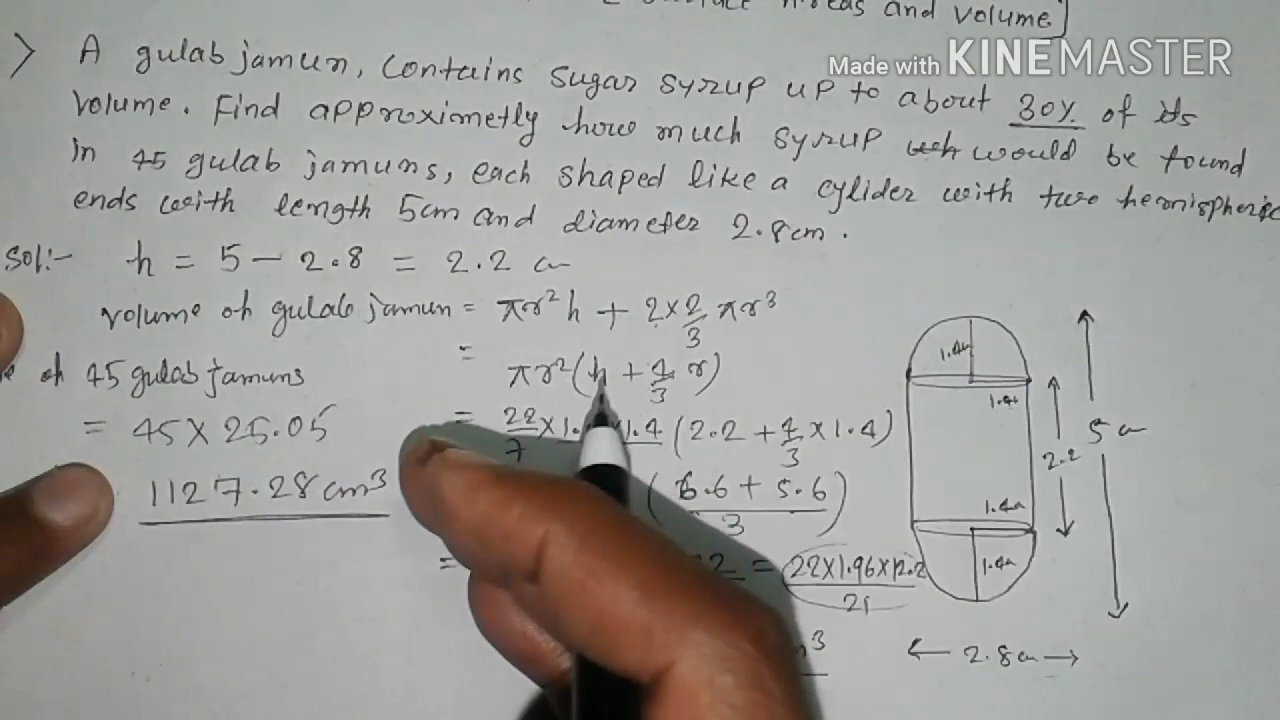 surface Areas and volume]
Made with KINEMASTER
> A gulab jamun, contains sugar syrup up to about 30% of its
volume. Find approximetly how much syrup would be found
in 45 gulab jamuns, each shaped like a cylider with two hemispheric
ends with length 5cm and diameter 2.8cm.
Sol:- h = 5 - 2.8 = 2.2 cm
volume of gulab jamun = πr²h + 2×2/3 πr³
= πr²(h + 4/3 r)
of 45 gulab jamuns
= 45 × 25.05
= 22/7 × 1.4 (2.2 + 4/3 × 1.4)
1127.28 cm³
(6.6 + 5.6)/3
= = 22×1.96×12.2/21
m³
1.4cm
1.4cm
2.2
5 cm
1.4cm
1.4cm
2.8cm